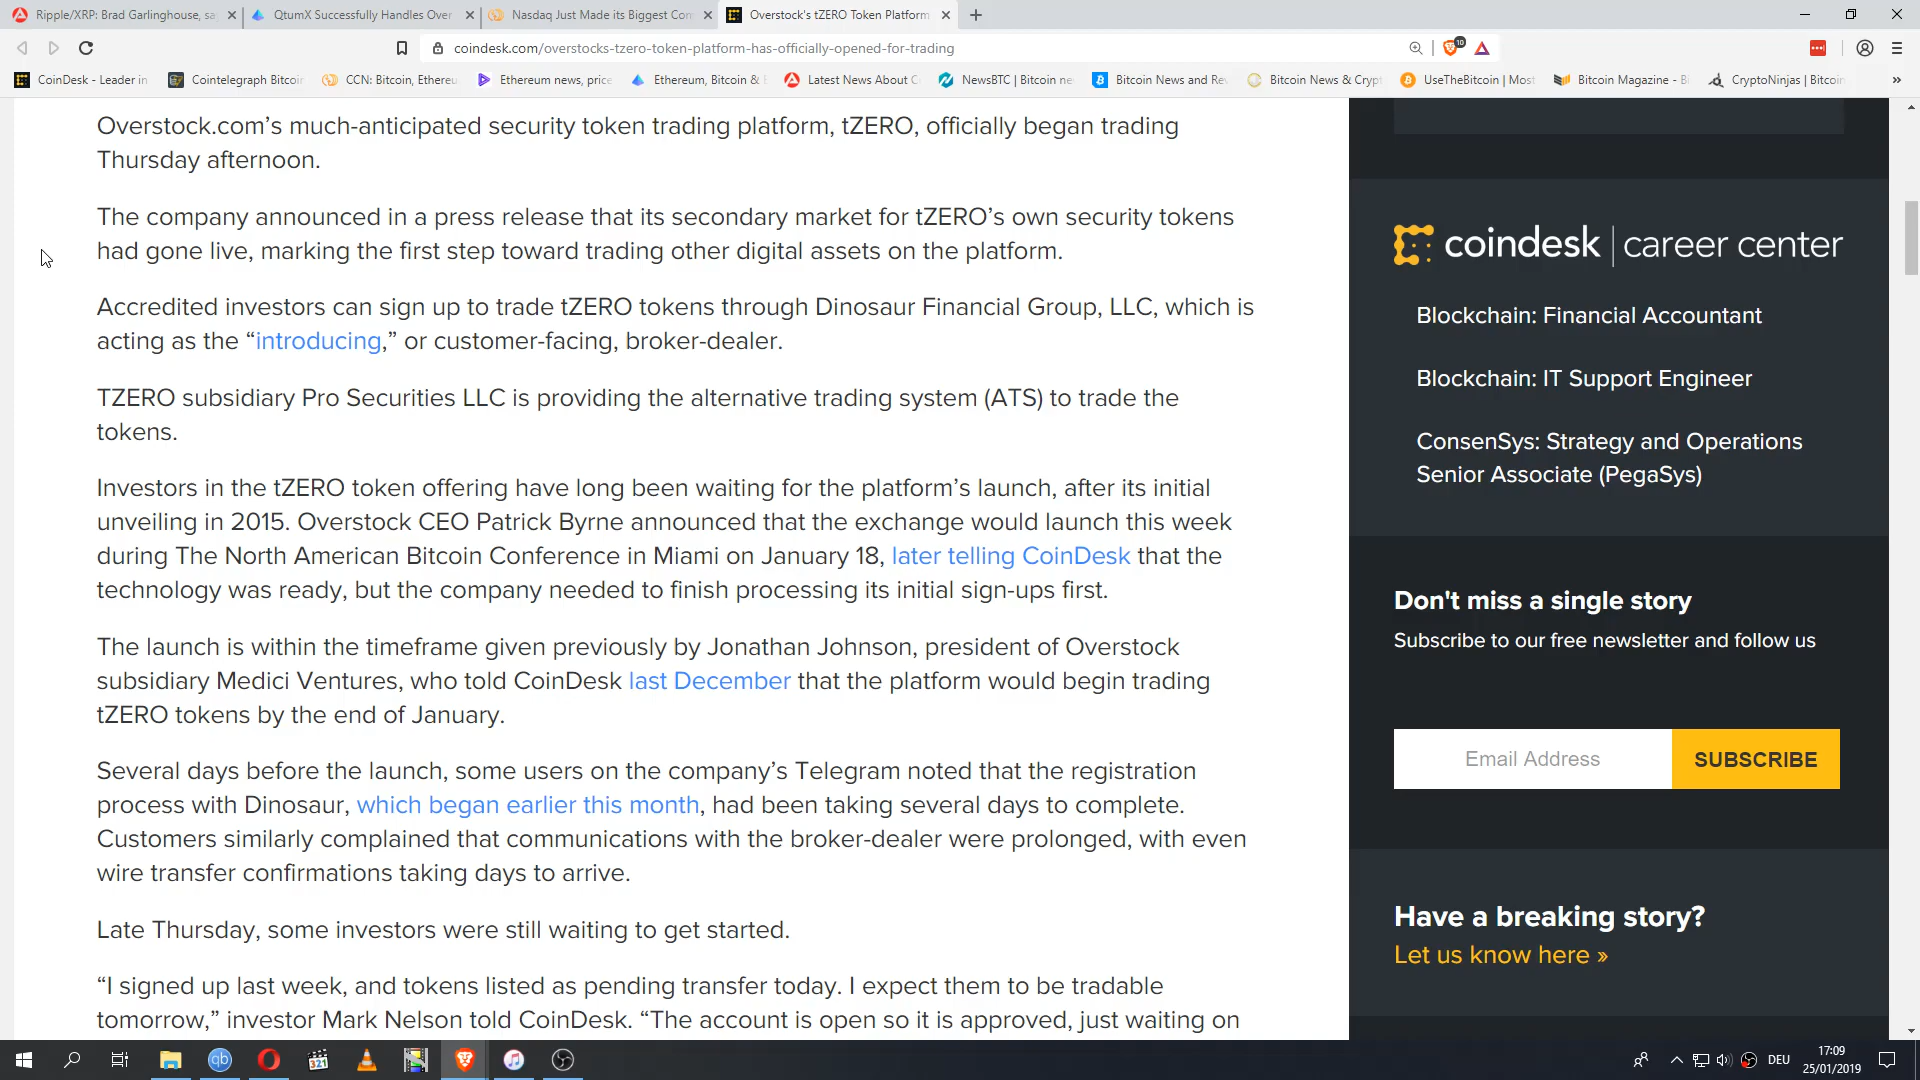 Ripple/XRP: Brad Garlinghouse, sa
QtumX Successfully Handles Over
Nasdaq Just Made its Biggest Con
Overstock's tZERO Token Platform
coindesk.com/overstocks-tzero-token-platform-has-officially-opened-for-trading
10
CoinDesk - Leader in
Cointelegraph Bitcoi
CCN: Bitcoin, Ethere
Ethereum news, price
Ethereum, Bitcoin &
Latest News About C
NewsBTC | Bitcoin ne
Bitcoin News and Re
Bitcoin News & Crypt
UseTheBitcoin | Most
Bitcoin Magazine - B
CryptoNinjas | Bitcoin
»
Overstock.com’s much-anticipated security token trading platform, tZERO, officially began trading
Thursday afternoon.
The company announced in a press release that its secondary market for tZERO’s own security tokens
had gone live, marking the first step toward trading other digital assets on the platform.
Accredited investors can sign up to trade tZERO tokens through Dinosaur Financial Group, LLC, which is
acting as the “introducing,” or customer-facing, broker-dealer.
TZERO subsidiary Pro Securities LLC is providing the alternative trading system (ATS) to trade the
tokens.
Investors in the tZERO token offering have long been waiting for the platform’s launch, after its initial
unveiling in 2015. Overstock CEO Patrick Byrne announced that the exchange would launch this week
during The North American Bitcoin Conference in Miami on January 18, later telling CoinDesk that the
technology was ready, but the company needed to finish processing its initial sign-ups first.
The launch is within the timeframe given previously by Jonathan Johnson, president of Overstock
subsidiary Medici Ventures, who told CoinDesk last December that the platform would begin trading
tZERO tokens by the end of January.
Several days before the launch, some users on the company’s Telegram noted that the registration
process with Dinosaur, which began earlier this month, had been taking several days to complete.
Customers similarly complained that communications with the broker-dealer were prolonged, with even
wire transfer confirmations taking days to arrive.
Late Thursday, some investors were still waiting to get started.
“I signed up last week, and tokens listed as pending transfer today. I expect them to be tradable
tomorrow,” investor Mark Nelson told CoinDesk. “The account is open so it is approved, just waiting on
coindesk | career center
Blockchain: Financial Accountant
Blockchain: IT Support Engineer
ConsenSys: Strategy and Operations
Senior Associate (PegaSys)
Don't miss a single story
Subscribe to our free newsletter and follow us
Email Address
SUBSCRIBE
Have a breaking story?
Let us know here »
qb
321
DEU
17:09
25/01/2019